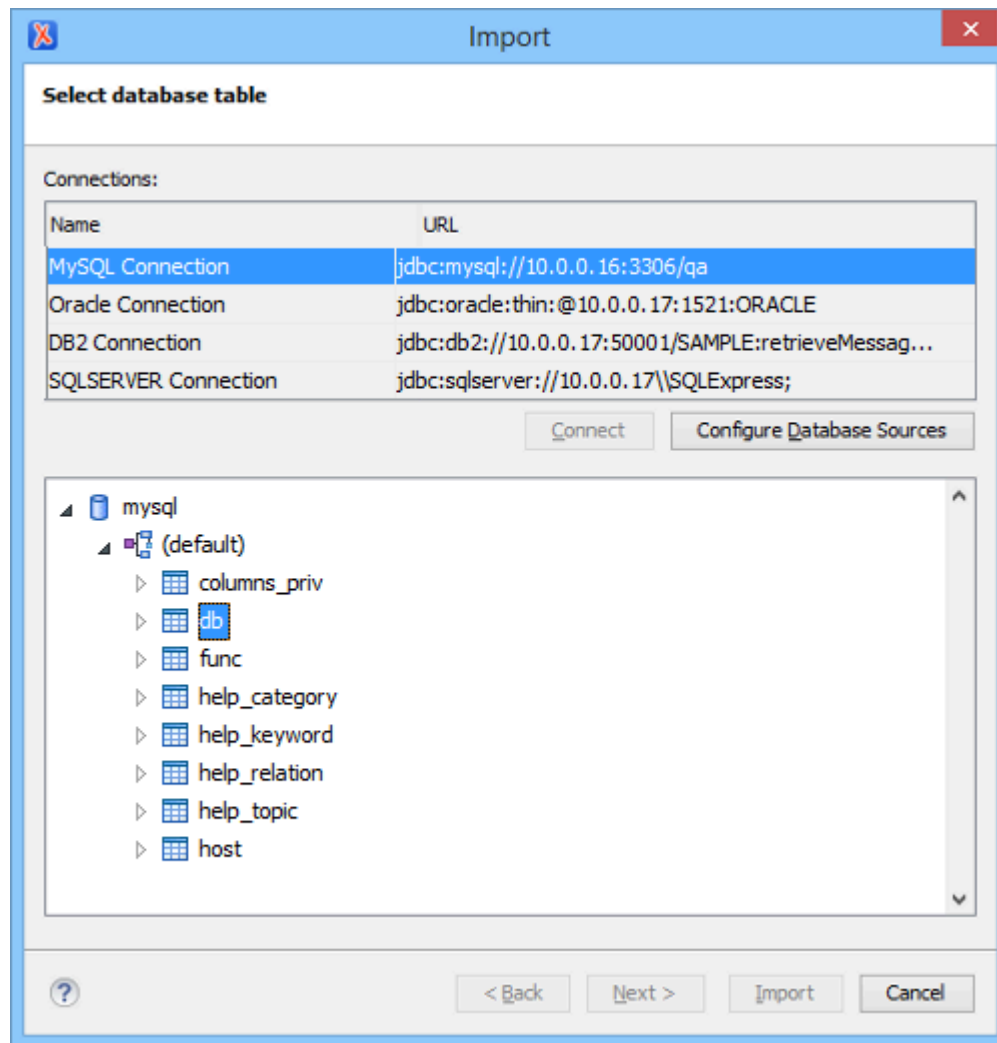 Import
Select database table
Connections:
Name URL
MySQL Connection jdbc:mysql://10.0.0.16:3306/qa
Oracle Connection jdbc:oracle:thin:@10.0.0.17:1521:ORACLE
DB2 Connection jdbc:db2://10.0.0.17:50001/SAMPLE:retrieveMessag...
SQLSERVER Connection jdbc:sqlserver://10.0.0.17\\SQLExpress;
Connect Configure Database Sources
mysql
(default)
columns_priv
db
func
help_category
help_keyword
help_relation
help_topic
host
? < Back Next > Import Cancel